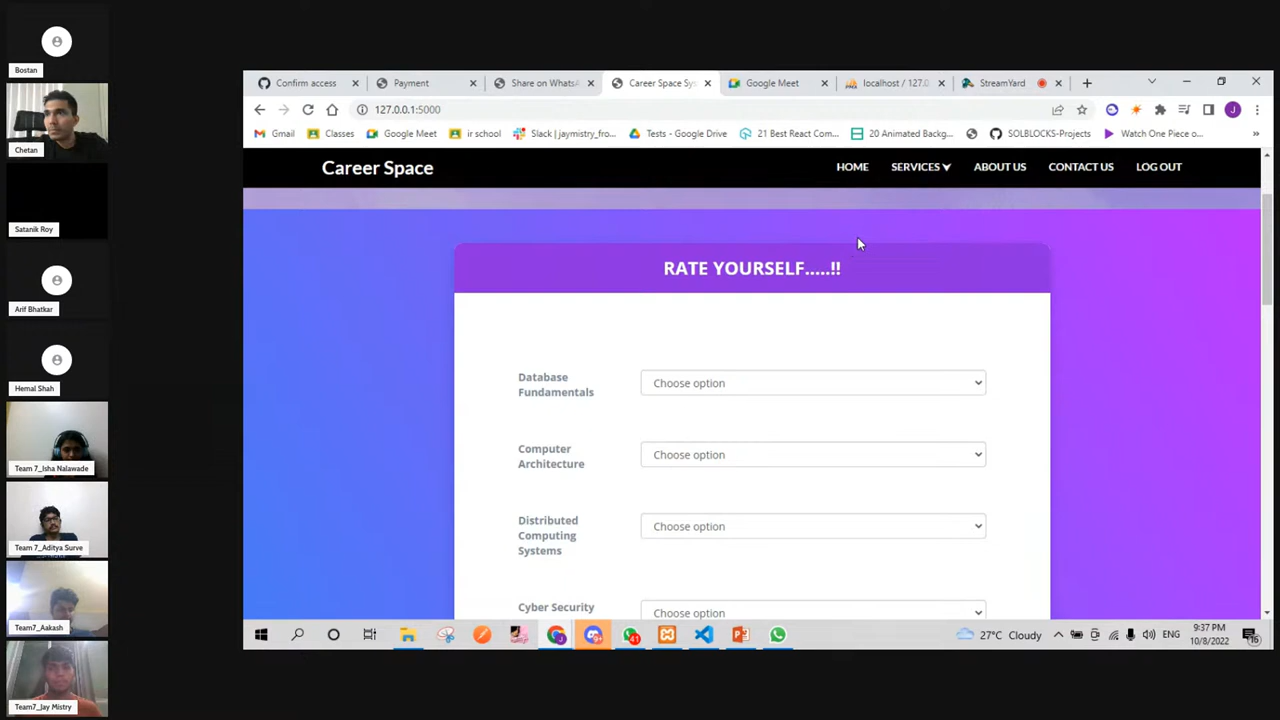 Bostan
Chetan
Satanik Roy
Arif Bhatkar
Hemal Shah
Team 7_Isha Nalawade
Team 7_Aditya Surve
Team7_Aakash
Team7_Jay Mistry
Confirm access
Payment
Share on WhatsA
Career Space Sys
Google Meet
localhost / 127.0.
StreamYard
127.0.0.1:5000
J
Gmail
Classes
Google Meet
ir school
Slack | jaymistry_fro...
Tests - Google Drive
21 Best React Com...
20 Animated Backg...
SOLBLOCKS-Projects
Watch One Piece o...
Career Space
HOME
SERVICES
ABOUT US
CONTACT US
LOG OUT
RATE YOURSELF.....!!
Database
Fundamentals
Choose option
Computer
Architecture
Choose option
Distributed
Computing
Systems
Choose option
Cyber Security
Choose option
41
27°C Cloudy
ENG
9:37 PM
10/8/2022